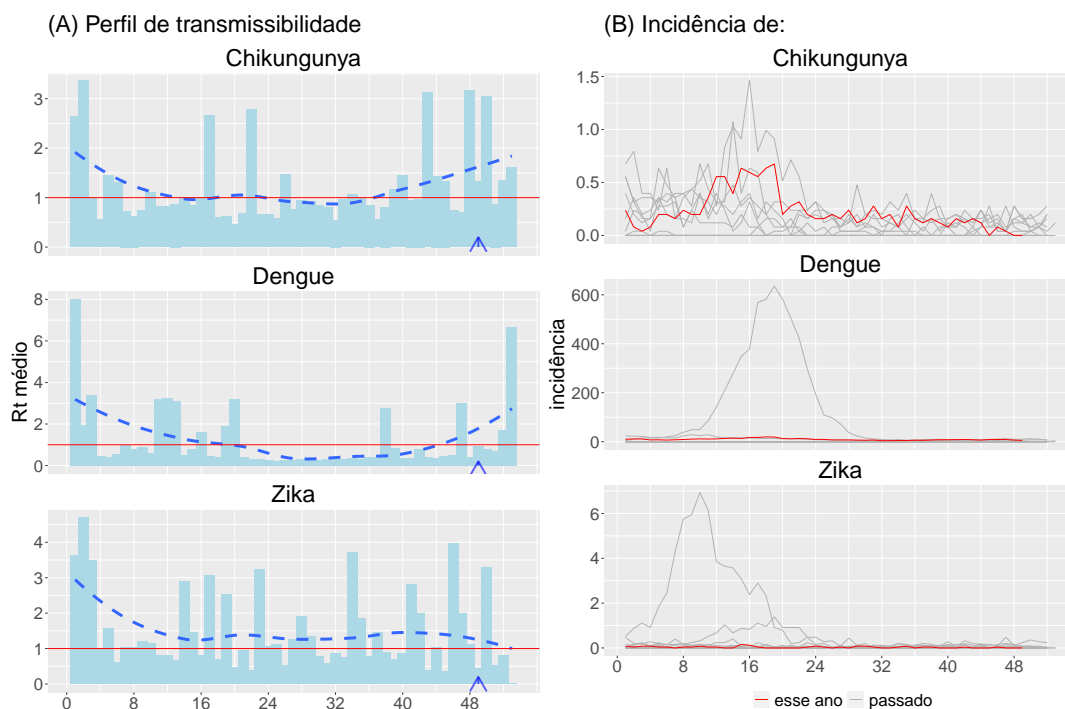 (A) Perfil de transmissibilidade
Chikungunya
3
2
1
0
Dengue
8
6
4
2
0
Zika
4
3
2
1
0
0 8 16 24 32 40 48
Rt médio
(B) Incidência de:
Chikungunya
1.5
1.0
0.5
0.0
Dengue
600
400
200
0
Zika
6
4
2
0
0 8 16 24 32 40 48
incidência
esse ano passado